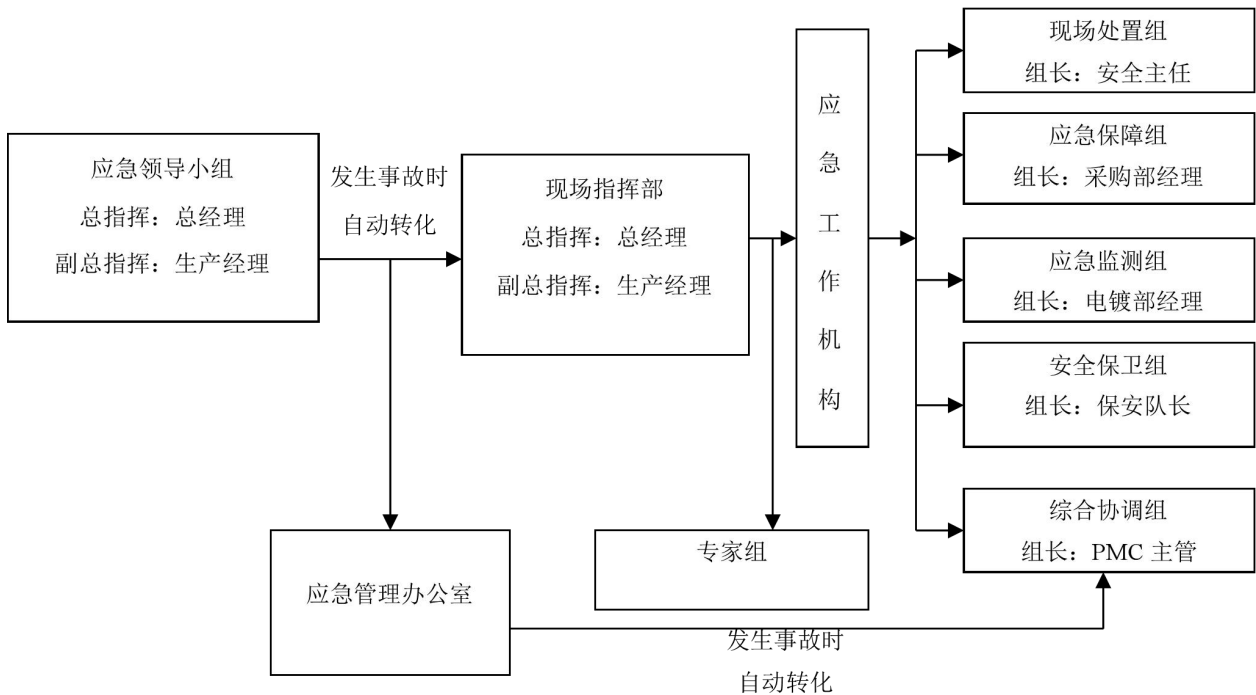 应急领导小组
总指挥：总经理
副总指挥：生产经理
发生事故时
自动转化
现场指挥部
总指挥：总经理
副总指挥：生产经理
应急工作机构
现场处置组
组长：安全主任
应急保障组
组长：采购部经理
应急监测组
组长：电镀部经理
安全保卫组
组长：保安队长
综合协调组
组长：PMC 主管
应急管理办公室
专家组
发生事故时
自动转化